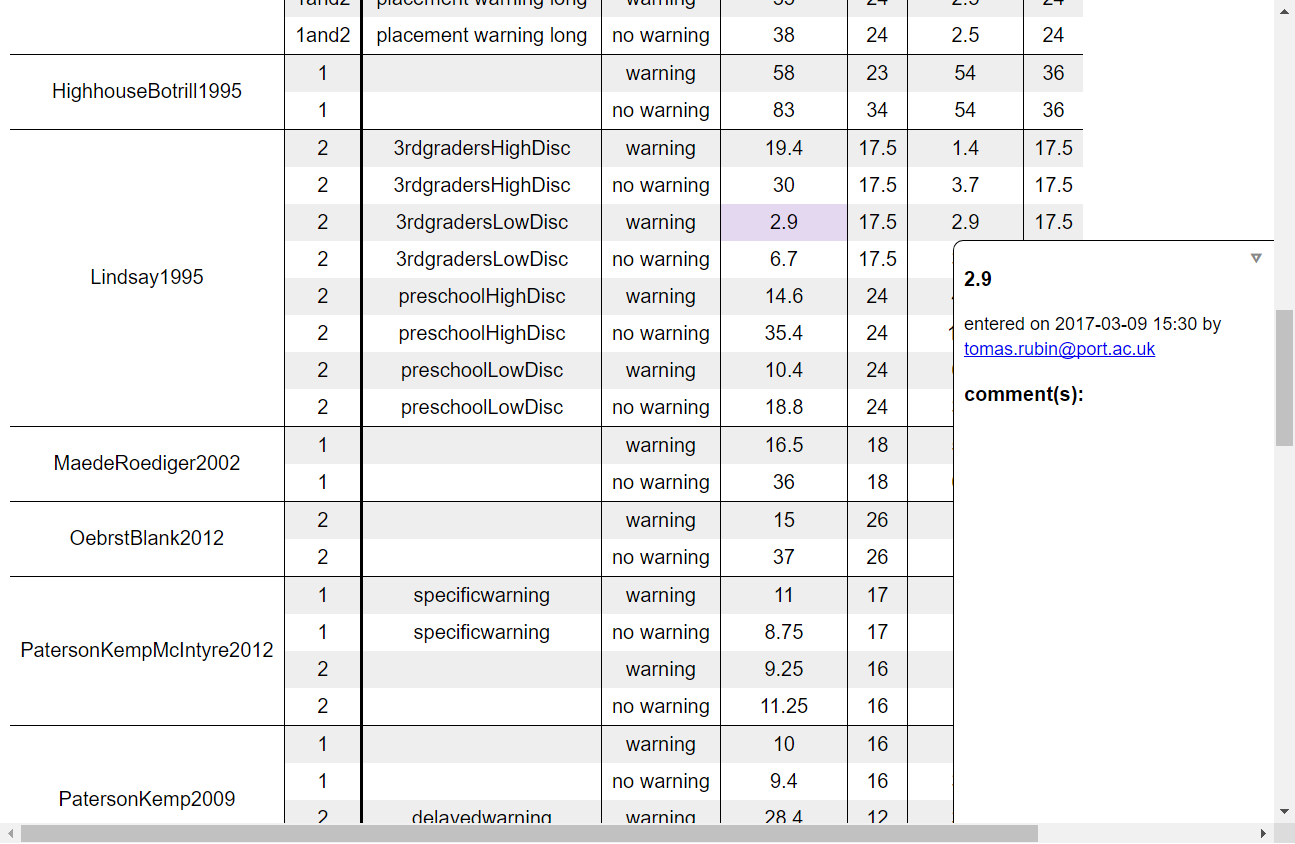 1and2 placement warning long warning 24 24
1and2 placement warning long no warning 38 24 2.5 24
HighhouseBotrill1995
1 warning 58 23 54 36
1 no warning 83 34 54 36
Lindsay1995
2 3rdgradersHighDisc warning 19.4 17.5 1.4 17.5
2 3rdgradersHighDisc no warning 30 17.5 3.7 17.5
2 3rdgradersLowDisc warning 2.9 17.5 2.9 17.5
2 3rdgradersLowDisc no warning 6.7 17.5
2 preschoolHighDisc warning 14.6 24
2 preschoolHighDisc no warning 35.4 24
2 preschoolLowDisc warning 10.4 24
2 preschoolLowDisc no warning 18.8 24
MaedeRoediger2002
1 warning 16.5 18
1 no warning 36 18
OebrstBlank2012
2 warning 15 26
2 no warning 37 26
PatersonKempMcIntyre2012
1 specificwarning warning 11 17
1 specificwarning no warning 8.75 17
2 warning 9.25 16
2 no warning 11.25 16
PatersonKemp2009
1 warning 10 16
1 no warning 9.4 16
2 delayedwarning warning 28.4 12
2.9
entered on 2017-03-09 15:30 by
tomas.rubin@port.ac.uk
comment(s):